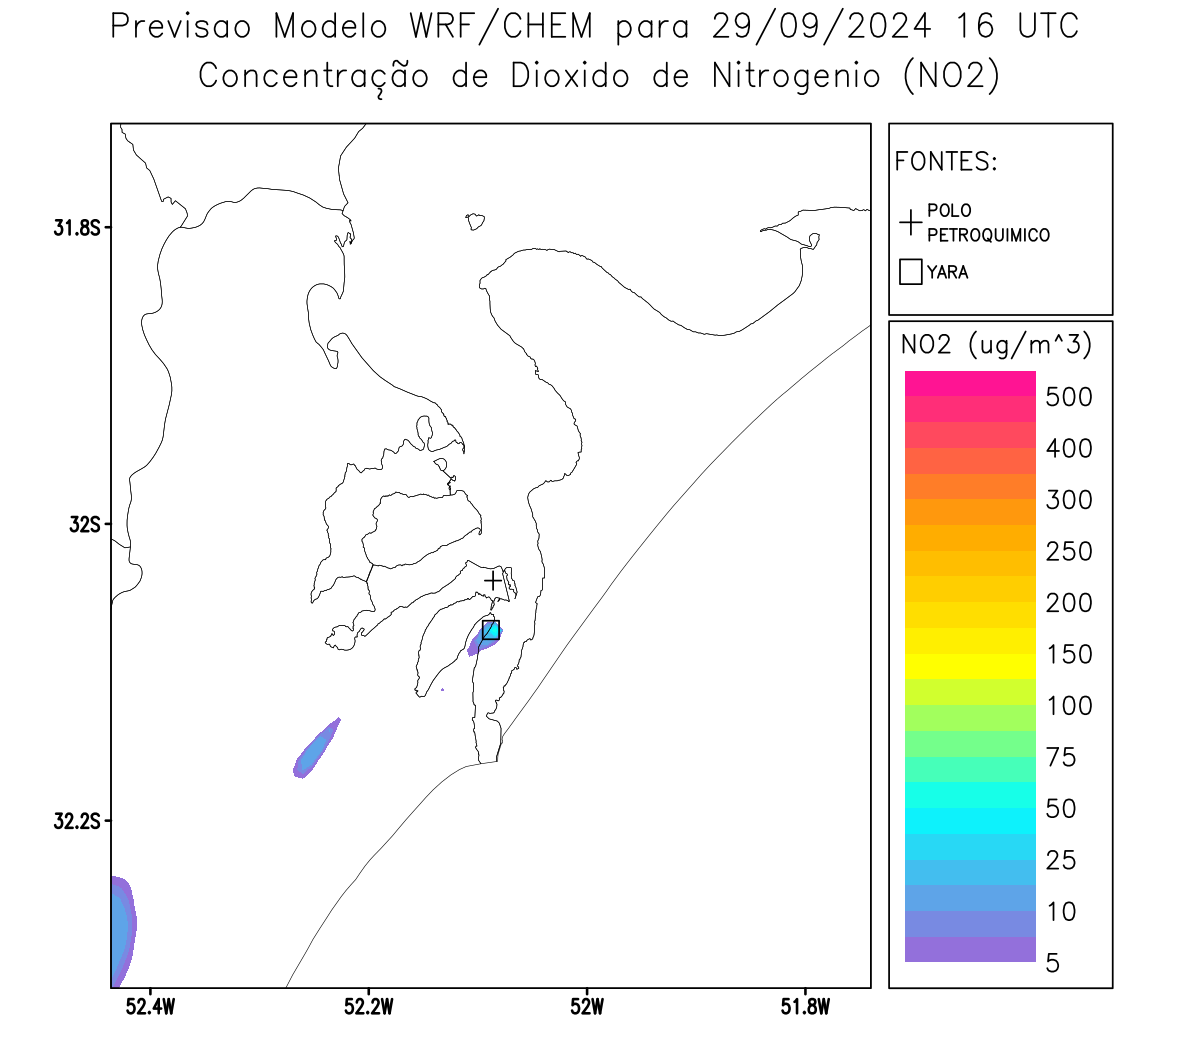 Previsao Modelo WRF/CHEM para 29/09/2024 16 UTC
Concentração de Dioxido de Nitrogenio (NO2)
FONTES:
POLO
PETROQUIMICO
YARA
NO2 (ug/m^3)
500
400
300
250
200
150
100
75
50
25
10
5
31.8S
32S
32.2S
52.4W
52.2W
52W
51.8W